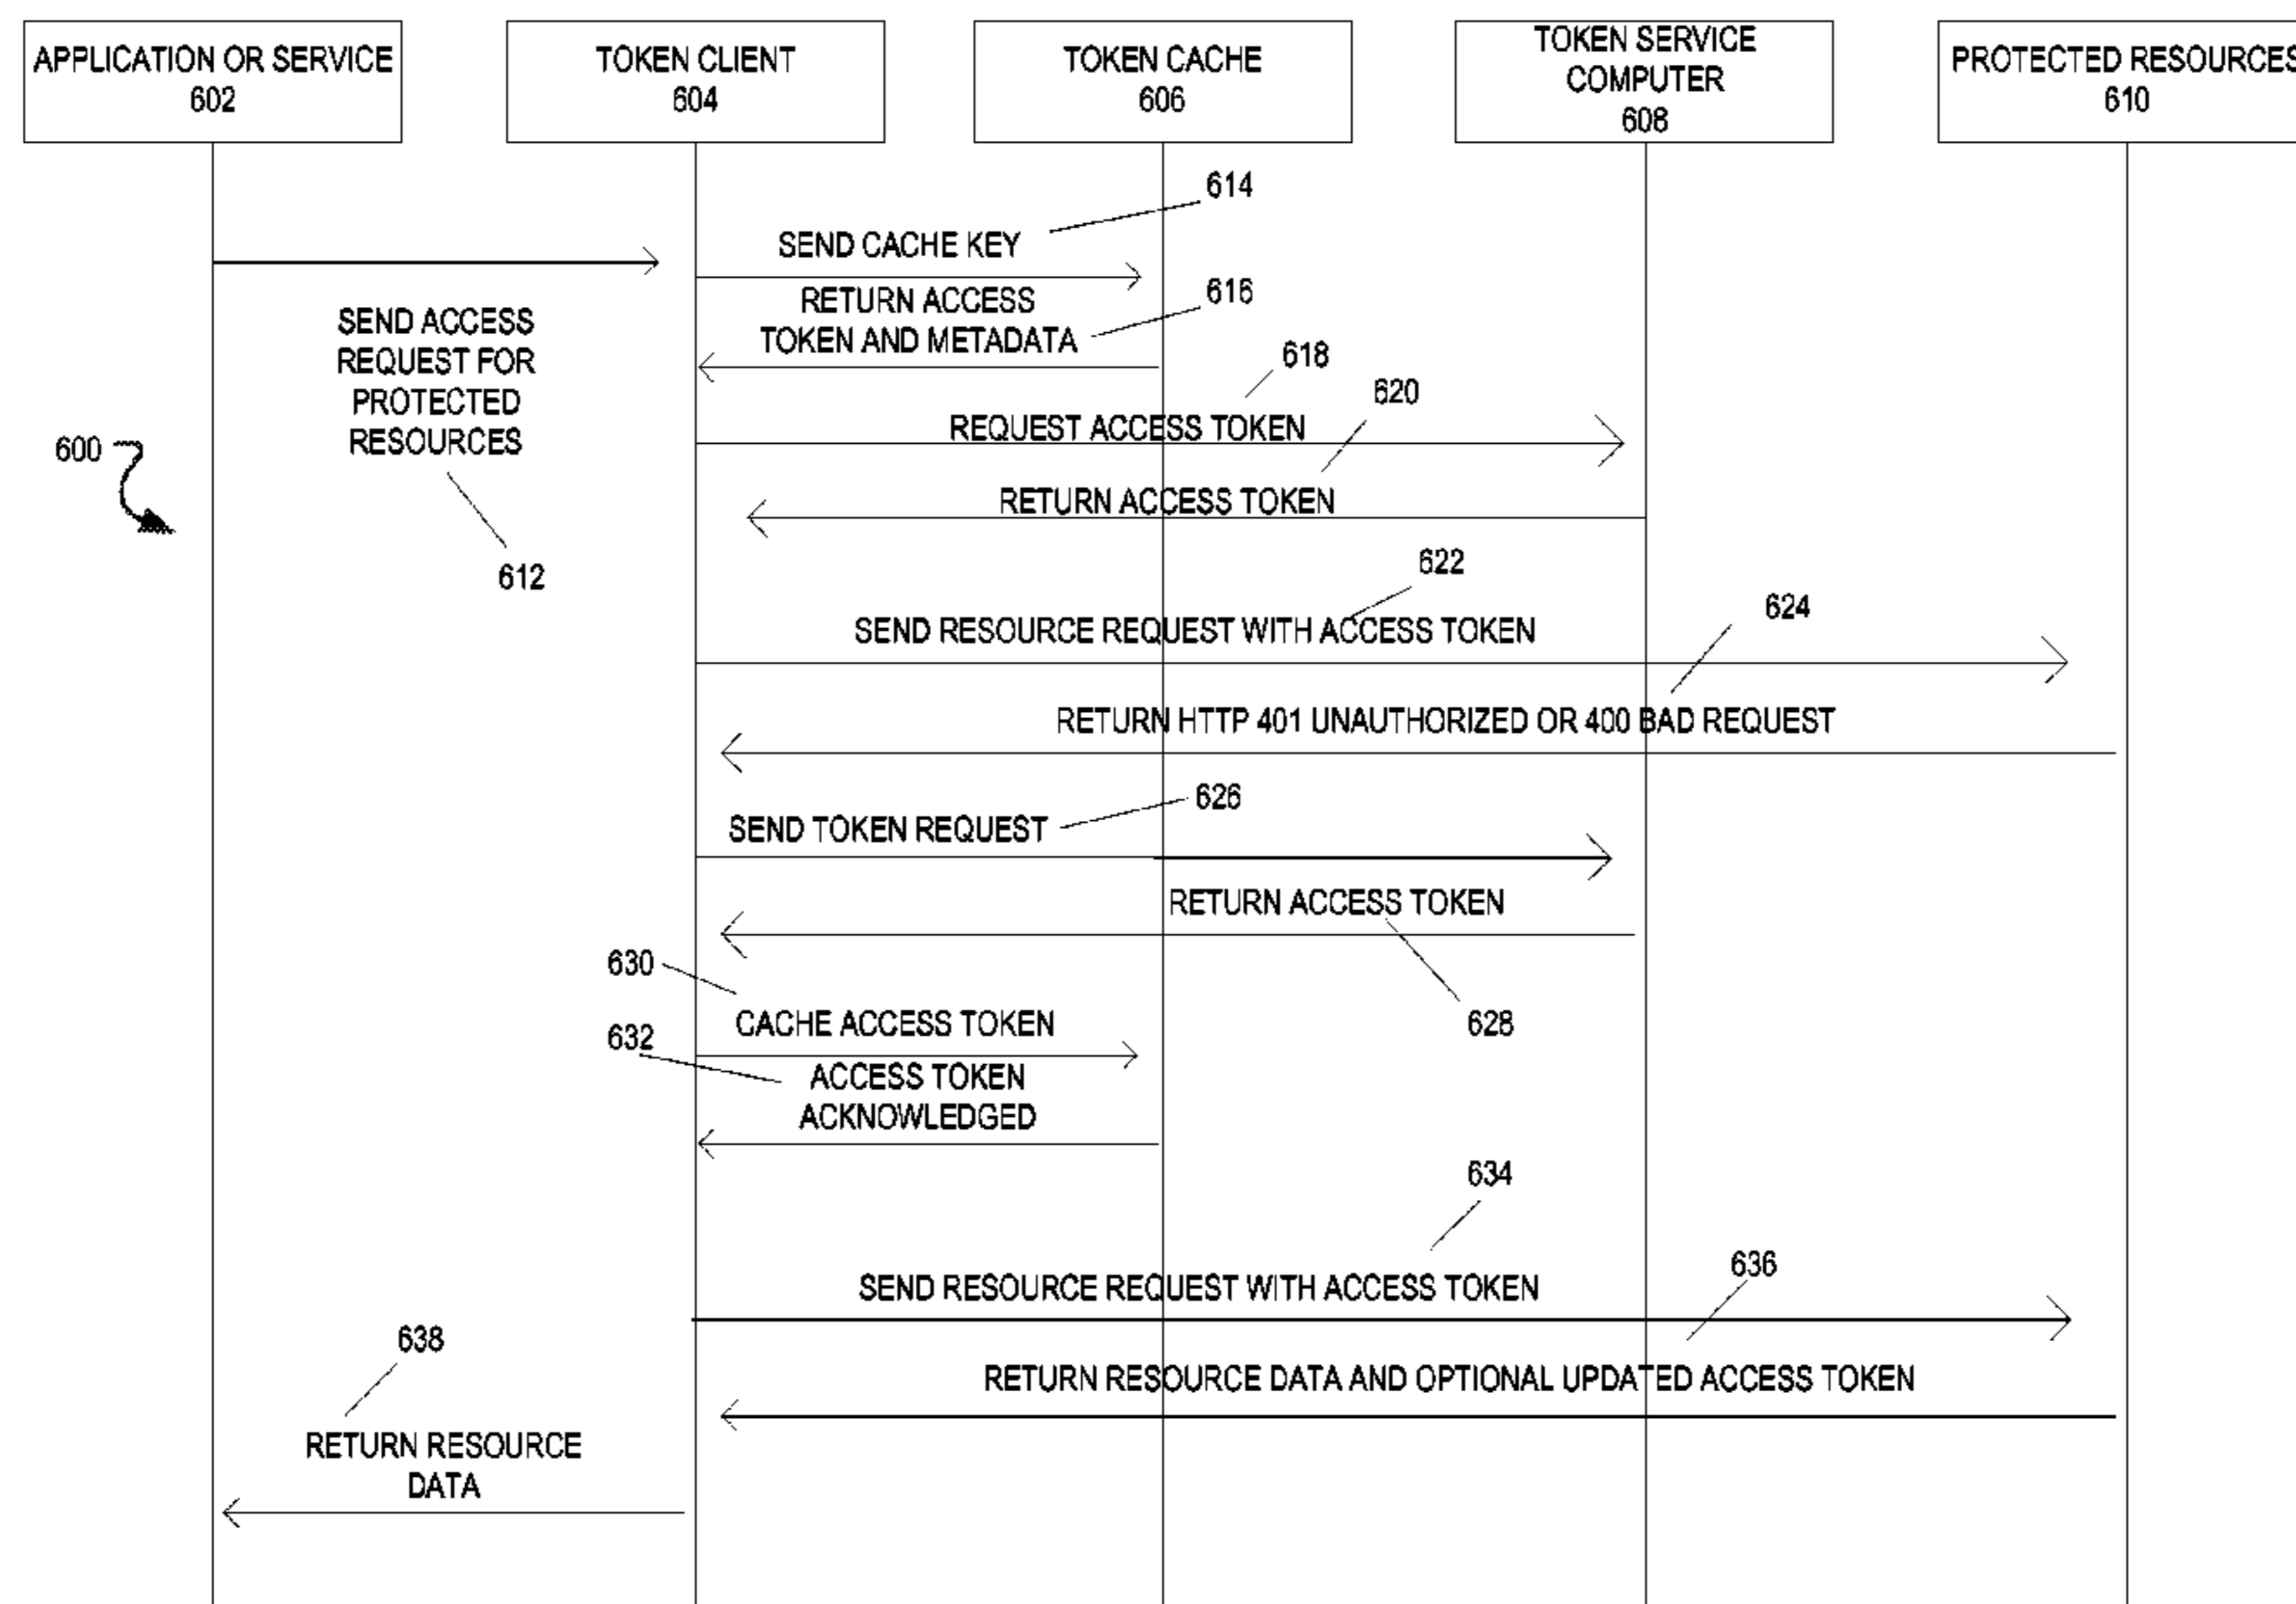 APPLICATION OR SERVICE
602
TOKEN CLIENT
604
TOKEN CACHE
606
TOKEN SERVICE
COMPUTER
608
PROTECTED RESOURCES
610
614
SEND CACHE KEY
616
RETURN ACCESS
TOKEN AND METADATA
SEND ACCESS
REQUEST FOR
PROTECTED
RESOURCES
612
600
618
REQUEST ACCESS TOKEN
620
RETURN ACCESS TOKEN
622
SEND RESOURCE REQUEST WITH ACCESS TOKEN
624
RETURN HTTP 401 UNAUTHORIZED OR 400 BAD REQUEST
626
SEND TOKEN REQUEST
RETURN ACCESS TOKEN
628
630
CACHE ACCESS TOKEN
632
ACCESS TOKEN
ACKNOWLEDGED
634
SEND RESOURCE REQUEST WITH ACCESS TOKEN
636
RETURN RESOURCE DATA AND OPTIONAL UPDATED ACCESS TOKEN
638
RETURN RESOURCE
DATA